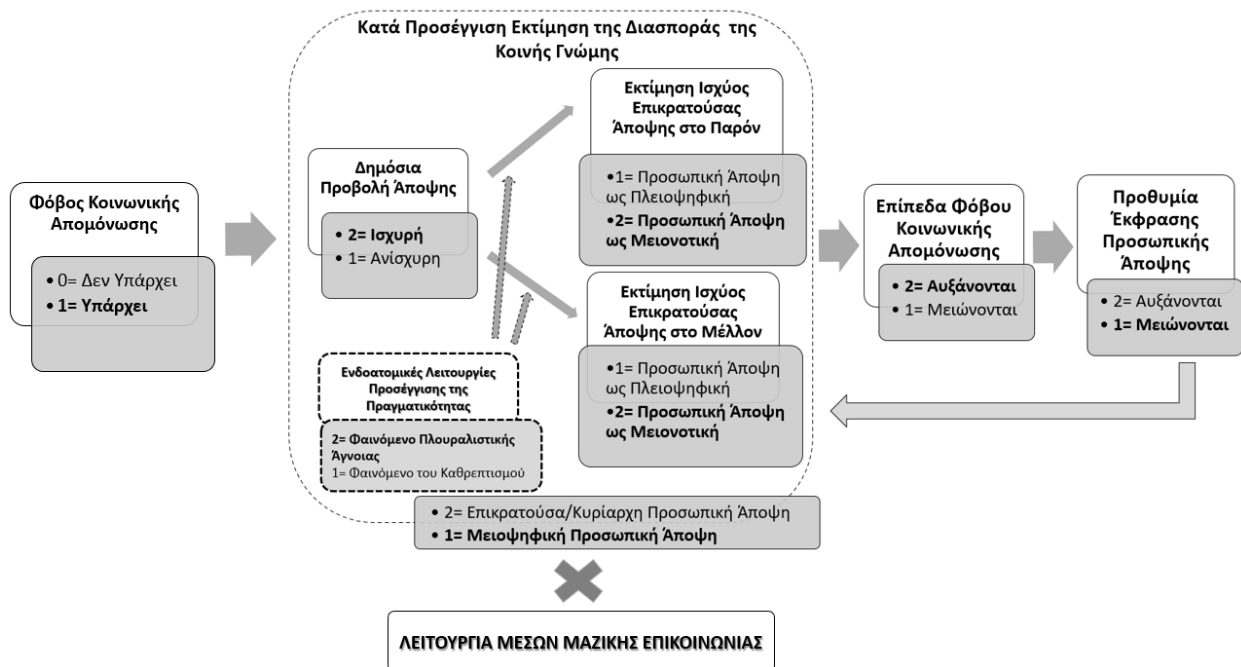 Κατά Προσέγγιση Εκτίμηση της Διασποράς της
Κοινής Γνώμης
Φόβος Κοινωνικής
Απομόνωσης
• 0= Δεν Υπάρχει
• 1= Υπάρχει
Δημόσια
Προβολή Άποψης
• 2= Ισχυρή
• 1= Ανίσχυρη
Ενδοατομικές Λειτουργίες
Προσέγγισης της
Πραγματικότητας
2= Φαινόμενο Πλουραλιστικής
Άγνοιας
1= Φαινόμενο του Καθρεπτισμού
Εκτίμηση Ισχύος
Επικρατούσας
Άποψης στο Παρόν
•1= Προσωπική Άποψη
ως Πλειοψηφική
•2= Προσωπική Άποψη
ως Μειονοτική
Εκτίμηση Ισχύος
Επικρατούσας
Άποψης στο Μέλλον
•1= Προσωπική Άποψη
ως Πλειοψηφική
•2= Προσωπική Άποψη
ως Μειονοτική
Επίπεδα Φόβου
Κοινωνικής
Απομόνωσης
• 2= Αυξάνονται
• 1= Μειώνονται
Προθυμία
Έκφρασης
Προσωπικής
Άποψης
• 2= Αυξάνονται
• 1= Μειώνονται
• 2= Επικρατούσα/Κυρίαρχη Προσωπική Άποψη
• 1= Μειοψηφική Προσωπική Άποψη
ΛΕΙΤΟΥΡΓΙΑ ΜΕΣΩΝ ΜΑΖΙΚΗΣ ΕΠΙΚΟΙΝΩΝΙΑΣ